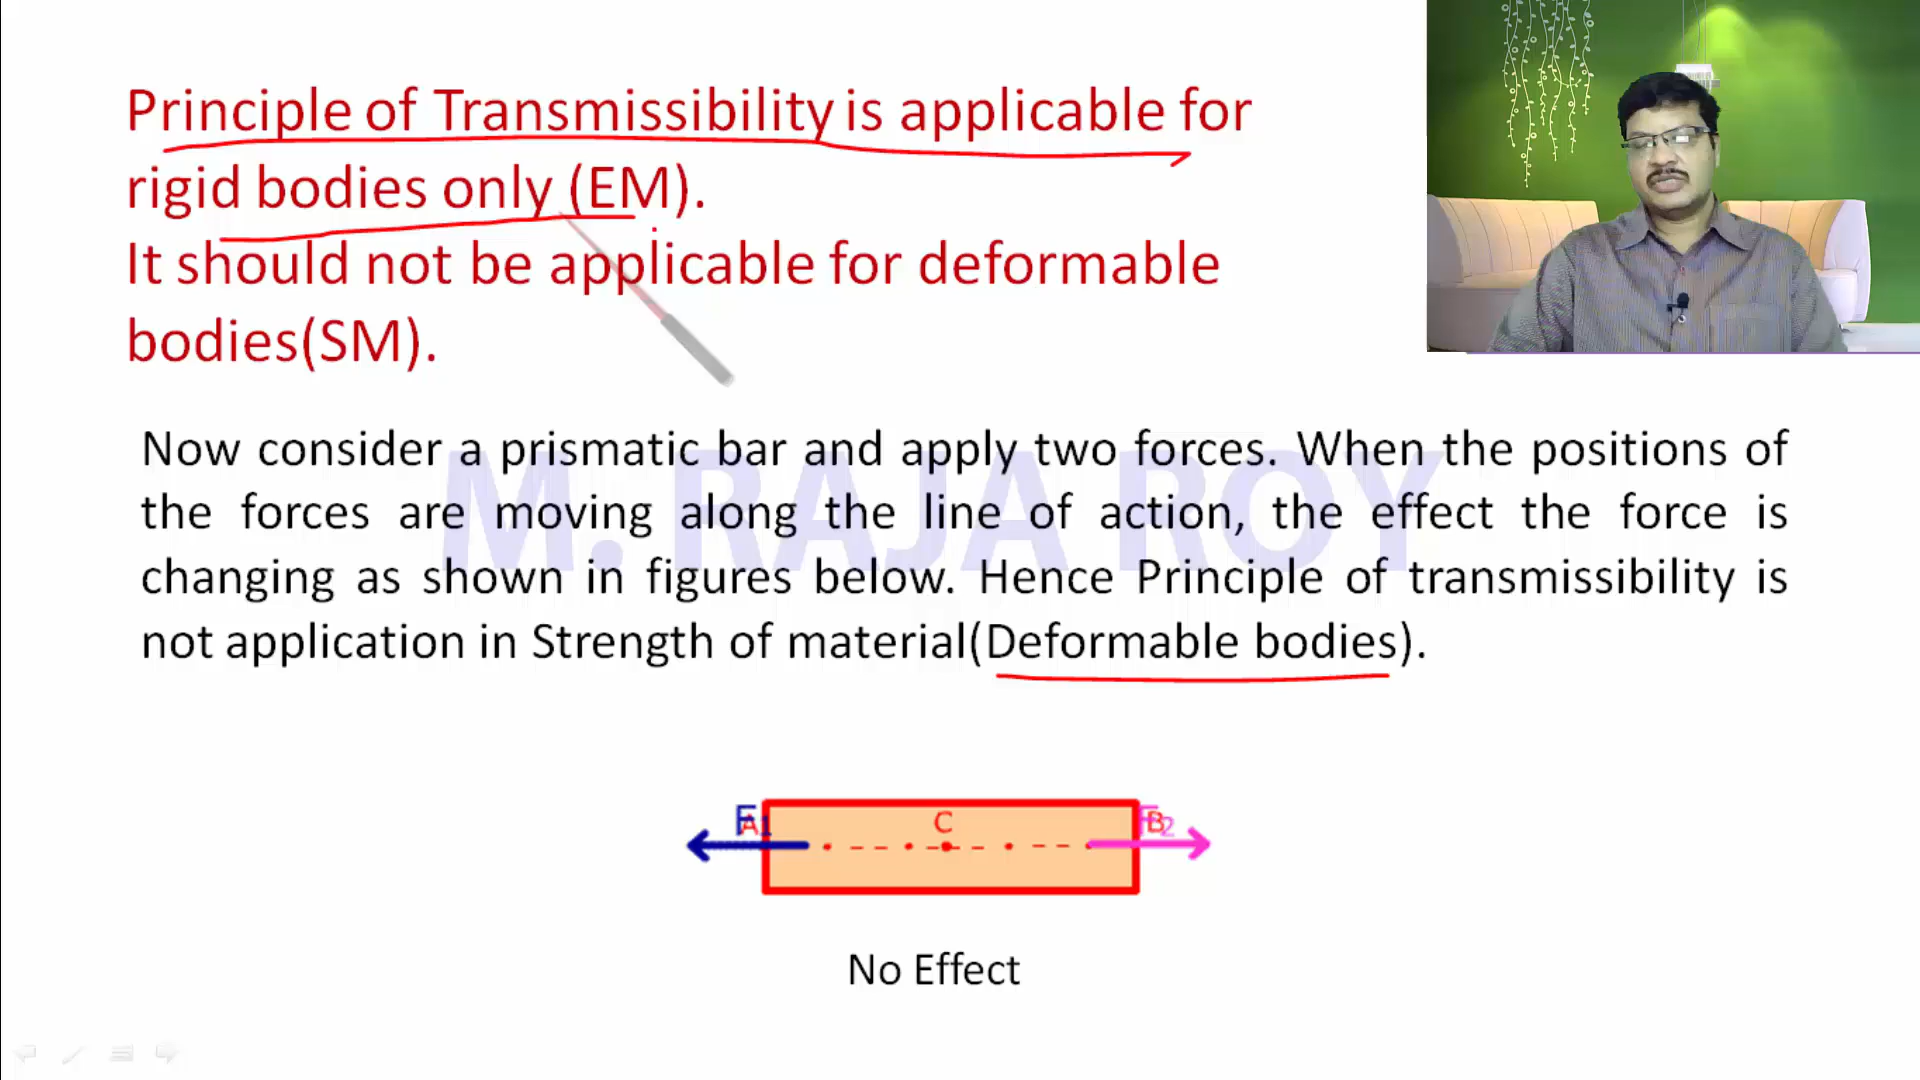 Principle of Transmissibility is applicable for
rigid bodies only (EM).
It should not be applicable for deformable
bodies(SM).
Now consider a prismatic bar and apply two forces. When the positions of
the forces are moving along the line of action, the effect the force is
changing as shown in figures below. Hence Principle of transmissibility is
not application in Strength of material(Deformable bodies).
M. RAJA ROY
F1 A C B F2
No Effect